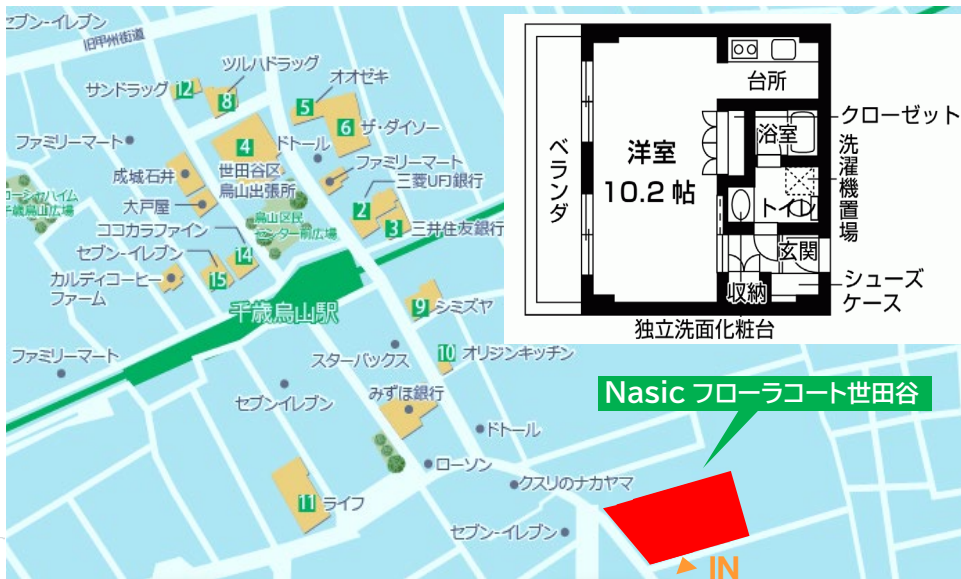 セブン-イレブン
旧甲州街道
サンドラッグ
12
ツルハドラッグ
8
5
オオゼキ
6
ザ・ダイソー
ファミリーマート
4
世田谷区
烏山出張所
ドトール
ファミリーマート
成城石井
大戸屋
三菱UFJ銀行
2
3
三井住友銀行
ローシャハイム
千歳烏山広場
烏山区民
センター前広場
ココカラファイン
14
セブン-イレブン
15
カルディコーヒー
ファーム
千歳烏山駅
9
シミズヤ
ファミリーマート
スターバックス
10
オリジンキッチン
セブンイレブン
みずほ銀行
ドトール
ローソン
クスリのナカヤマ
11
ライフ
セブン-イレブン
Nasic フローラコート世田谷
IN
ベランダ
洋室
10.2 帖
台所
クローゼット
浴室
洗濯機置場
トイレ
玄関
収納
シューズ
ケース
独立洗面化粧台